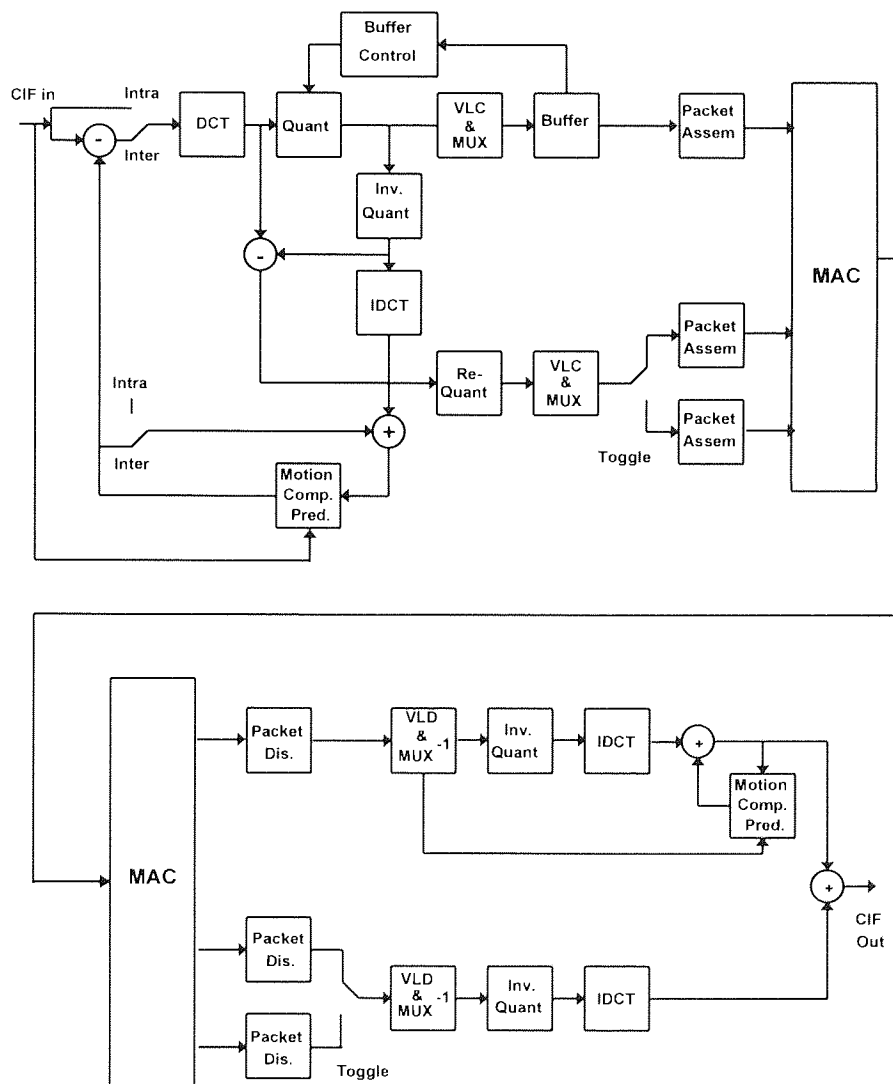 Buffer
Control
CIF in
Intra
Inter
DCT
Quant
VLC
&
MUX
Buffer
Packet
Assem
Inv.
Quant
-
-
IDCT
MAC
Packet
Assem
Re-
Quant
VLC
&
MUX
Intra
Inter
+
Packet
Assem
Toggle
Motion
Comp.
Pred.
Packet
Dis.
VLD
&
MUX -1
Inv.
Quant
IDCT
+
Motion
Comp.
Pred.
MAC
+
CIF
Out
Packet
Dis.
VLD
&
MUX -1
Inv.
Quant
IDCT
Packet
Dis.
Toggle